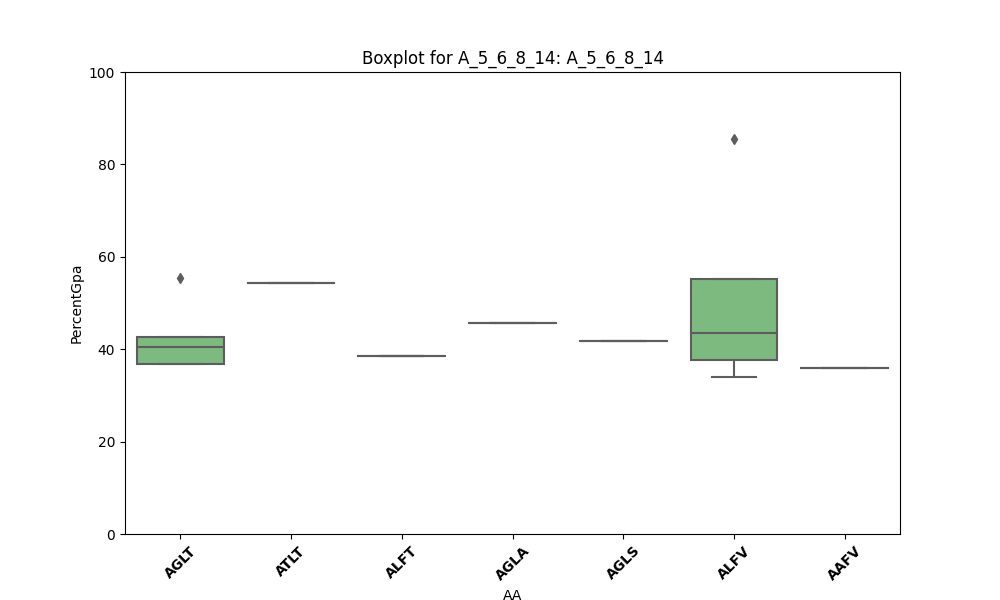 Boxplot for A_5_6_8_14: A_5_6_8_14
100
80
60
40
20
0
PercentGpa
AGLT
ATLT
ALFT
AGLA
AGLS
ALFV
AAFV
AA